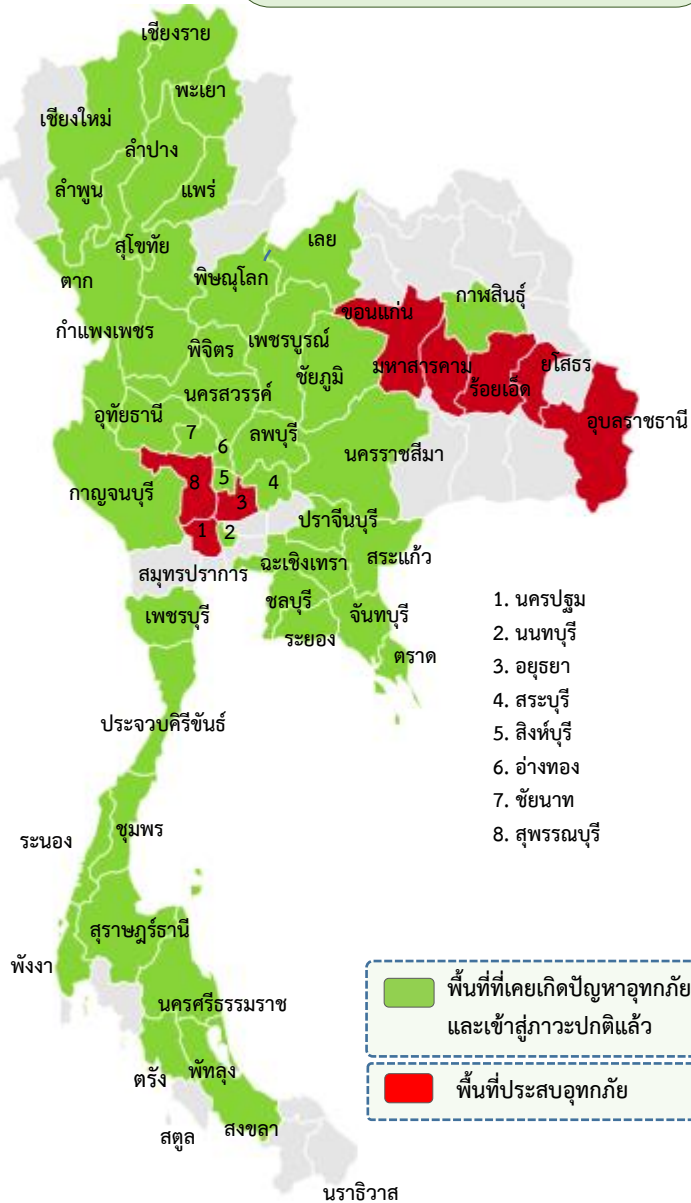 เชียงราย
พะเยา
เชียงใหม่
ลำปาง
ลำพูน
แพร่
สุโขทัย
เลย
ตาก
พิษณุโลก
กาฬสินธุ์
ขอนแก่น
กำแพงเพชร
เพชรบูรณ์
พิจิตร
มหาสารคาม
ยโสธร
ชัยภูมิ
ร้อยเอ็ด
นครสวรรค์
อุทัยธานี
อุบลราชธานี
7
6
ลพบุรี
นครราชสีมา
8
5
4
กาญจนบุรี
3
ปราจีนบุรี
1
2
สระแก้ว
ฉะเชิงเทรา
สมุทรปราการ
ชลบุรี
เพชรบุรี
จันทบุรี
ระยอง
ตราด
1. นครปฐม
2. นนทบุรี
3. อยุธยา
4. สระบุรี
5. สิงห์บุรี
6. อ่างทอง
7. ชัยนาท
8. สุพรรณบุรี
ประจวบคิรีขันธ์
ชุมพร
ระนอง
สุราษฎร์ธานี
พังงา
นครศรีธรรมราช
พัทลุง
ตรัง
สงขลา
สตูล
นราธิวาส
พื้นที่ที่เคยเกิดปัญหาอุทกภัย
และเข้าสู่ภาวะปกติแล้ว
พื้นที่ประสบอุทกภัย